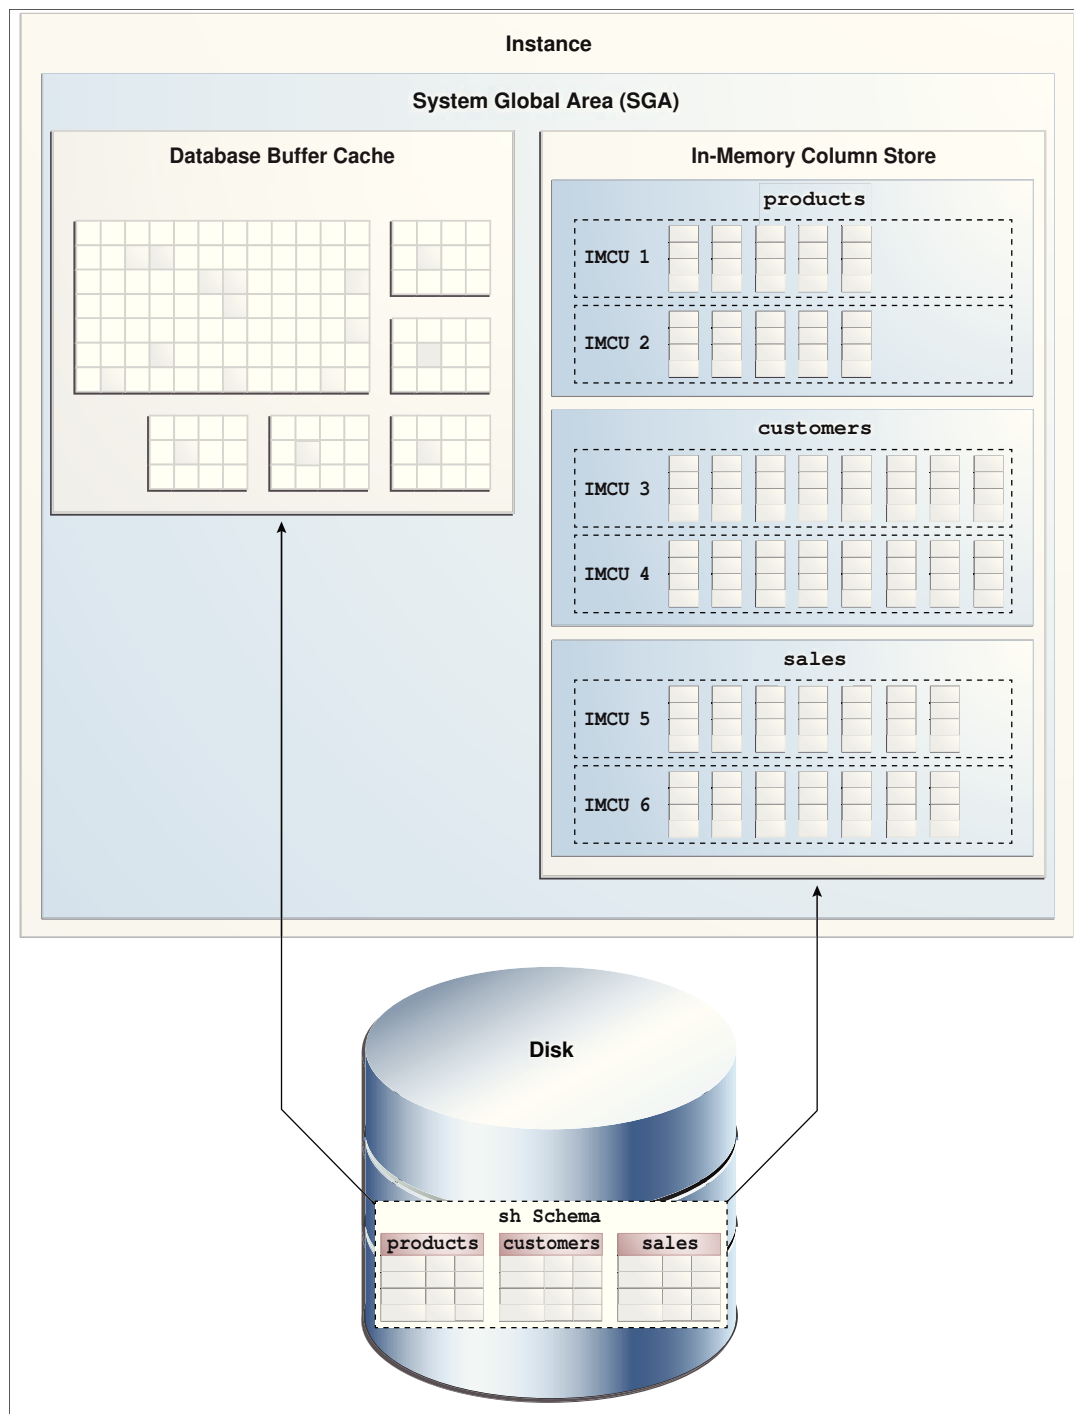 Instance
System Global Area (SGA)
Database Buffer Cache
In-Memory Column Store
products
IMCU 1
IMCU 2
customers
IMCU 3
IMCU 4
sales
IMCU 5
IMCU 6
Disk
sh Schema
products customers sales